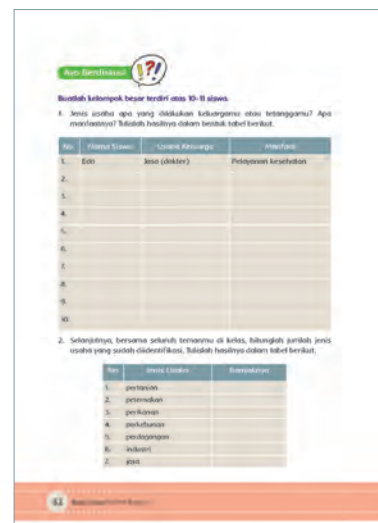 Ayo Berdiskusi
!?!
Buatlah kelompok besar terdiri atas 10-11 siswa.
1. Jenis usaha apa yang dilakukan keluargamu atau tetanggamu? Apa
manfaatnya? Tulislah hasilnya dalam bentuk tabel berikut.
No Nama Siswa Usaha Keluarga Manfaat
1. Edo Jasa (dokter) Pelayanan kesehatan
2.
3.
4.
5.
6.
7.
8.
9.
10.
2. Selanjutnya, bersama seluruh temanmu di kelas, hitunglah jumlah jenis
usaha yang sudah diidentifikasi. Tulislah hasilnya dalam tabel berikut.
No Jenis Usaha Banyaknya
1. pertanian
2. peternakan
3. perikanan
4. perkebunan
5. perdagangan
6. industri
7. jasa